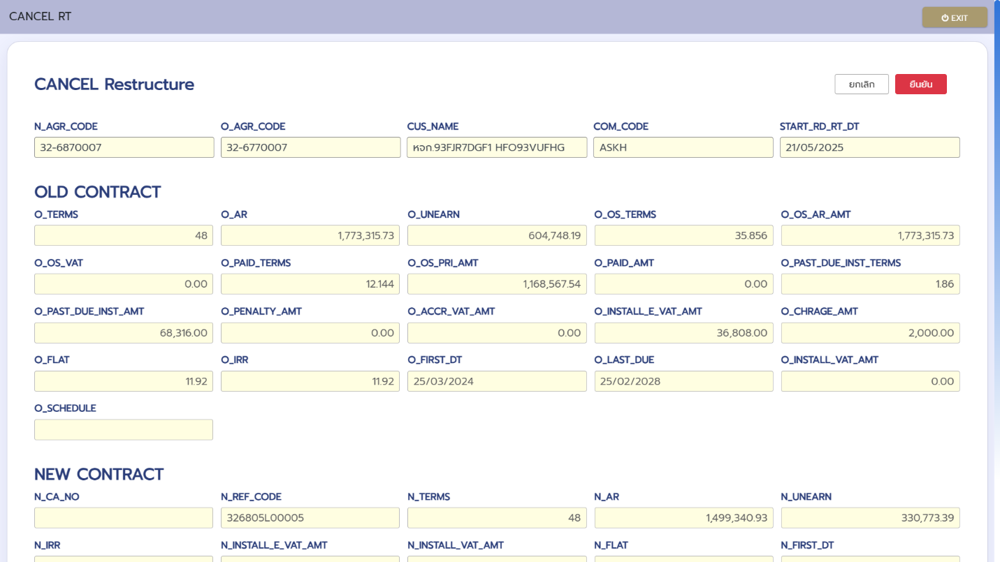 CANCEL RT
EXIT
CANCEL Restructure
ยกเลิก
ยืนยัน
N_AGR_CODE O_AGR_CODE CUS_NAME COM_CODE START_RD_RT_DT
32-6870007 32-6770007 หจก.93FJR7DGF1 HFO93VUFHG ASKH 21/05/2025
OLD CONTRACT
O_TERMS O_AR O_UNEARN O_OS_TERMS O_OS_AR_AMT
48 1,773,315.73 604,748.19 35.856 1,773,315.73
O_OS_VAT O_PAID_TERMS O_OS_PRI_AMT O_PAID_AMT O_PAST_DUE_INST_TERMS
0.00 12.144 1,168,567.54 0.00 1.86
O_PAST_DUE_INST_AMT O_PENALTY_AMT O_ACCR_VAT_AMT O_INSTALL_E_VAT_AMT O_CHRAGE_AMT
68,316.00 0.00 0.00 36,808.00 2,000.00
O_FLAT O_IRR O_FIRST_DT O_LAST_DUE O_INSTALL_VAT_AMT
11.92 11.92 25/03/2024 25/02/2028 0.00
O_SCHEDULE
NEW CONTRACT
N_CA_NO N_REF_CODE N_TERMS N_AR N_UNEARN
326805L00005 48 1,499,340.93 330,773.39
N_IRR N_INSTALL_E_VAT_AMT N_INSTALL_VAT_AMT N_FLAT N_FIRST_DT